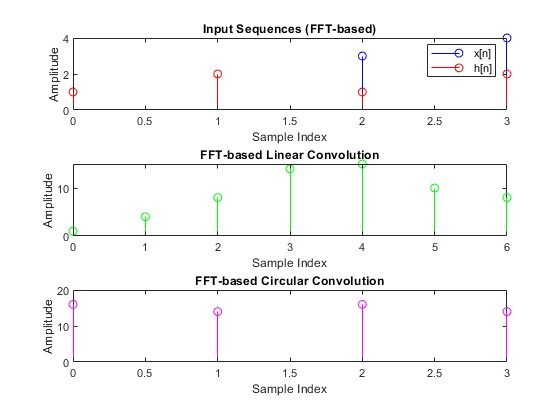 Input Sequences (FFT-based)
4
2
0
Amplitude
x[n]
h[n]
0 0.5 1 1.5 2 2.5 3
Sample Index
FFT-based Linear Convolution
10
0
Amplitude
0 1 2 3 4 5 6
Sample Index
FFT-based Circular Convolution
20
10
0
Amplitude
0 0.5 1 1.5 2 2.5 3
Sample Index